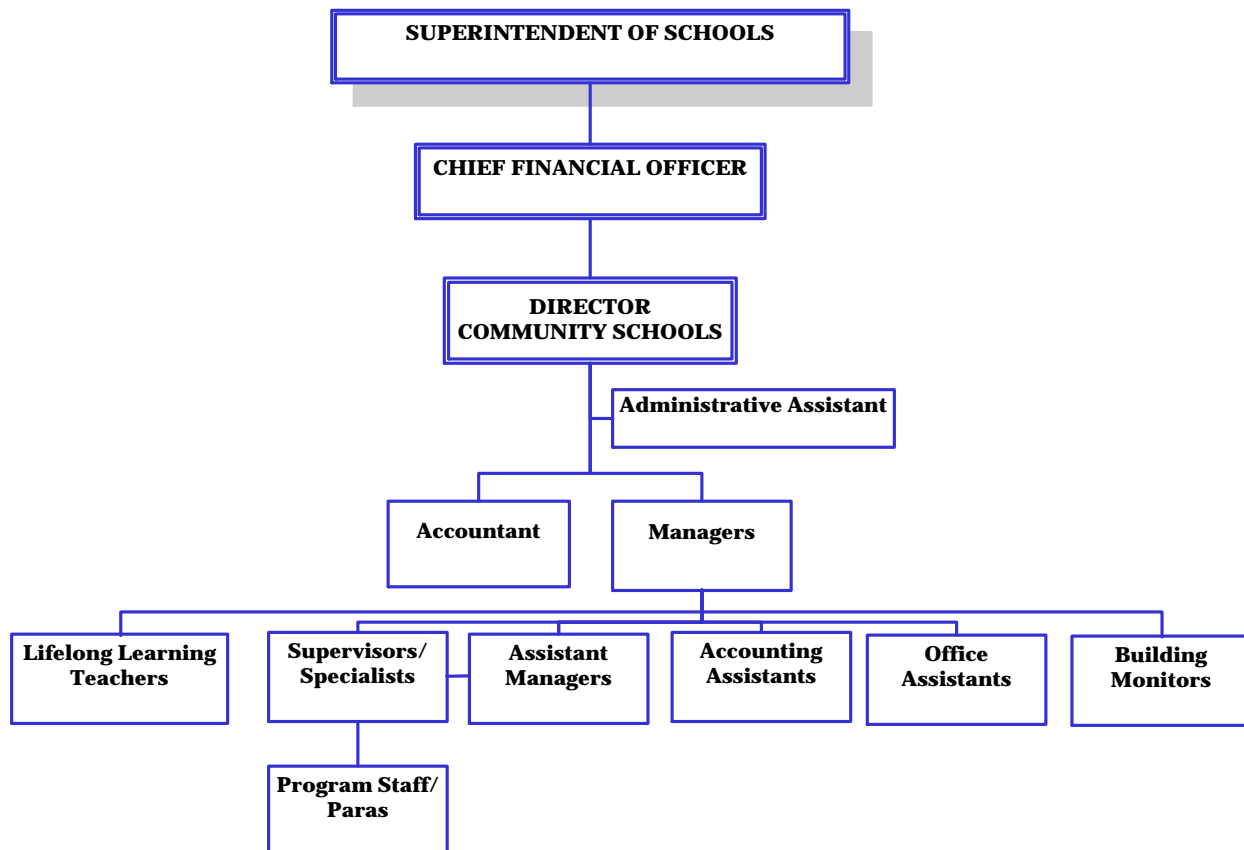 SUPERINTENDENT OF SCHOOLS
CHIEF FINANCIAL OFFICER
DIRECTOR
COMMUNITY SCHOOLS
Administrative Assistant
Accountant
Managers
Lifelong Learning
Teachers
Supervisors/
Specialists
Assistant
Managers
Accounting
Assistants
Office
Assistants
Building
Monitors
Program Staff/
Paras